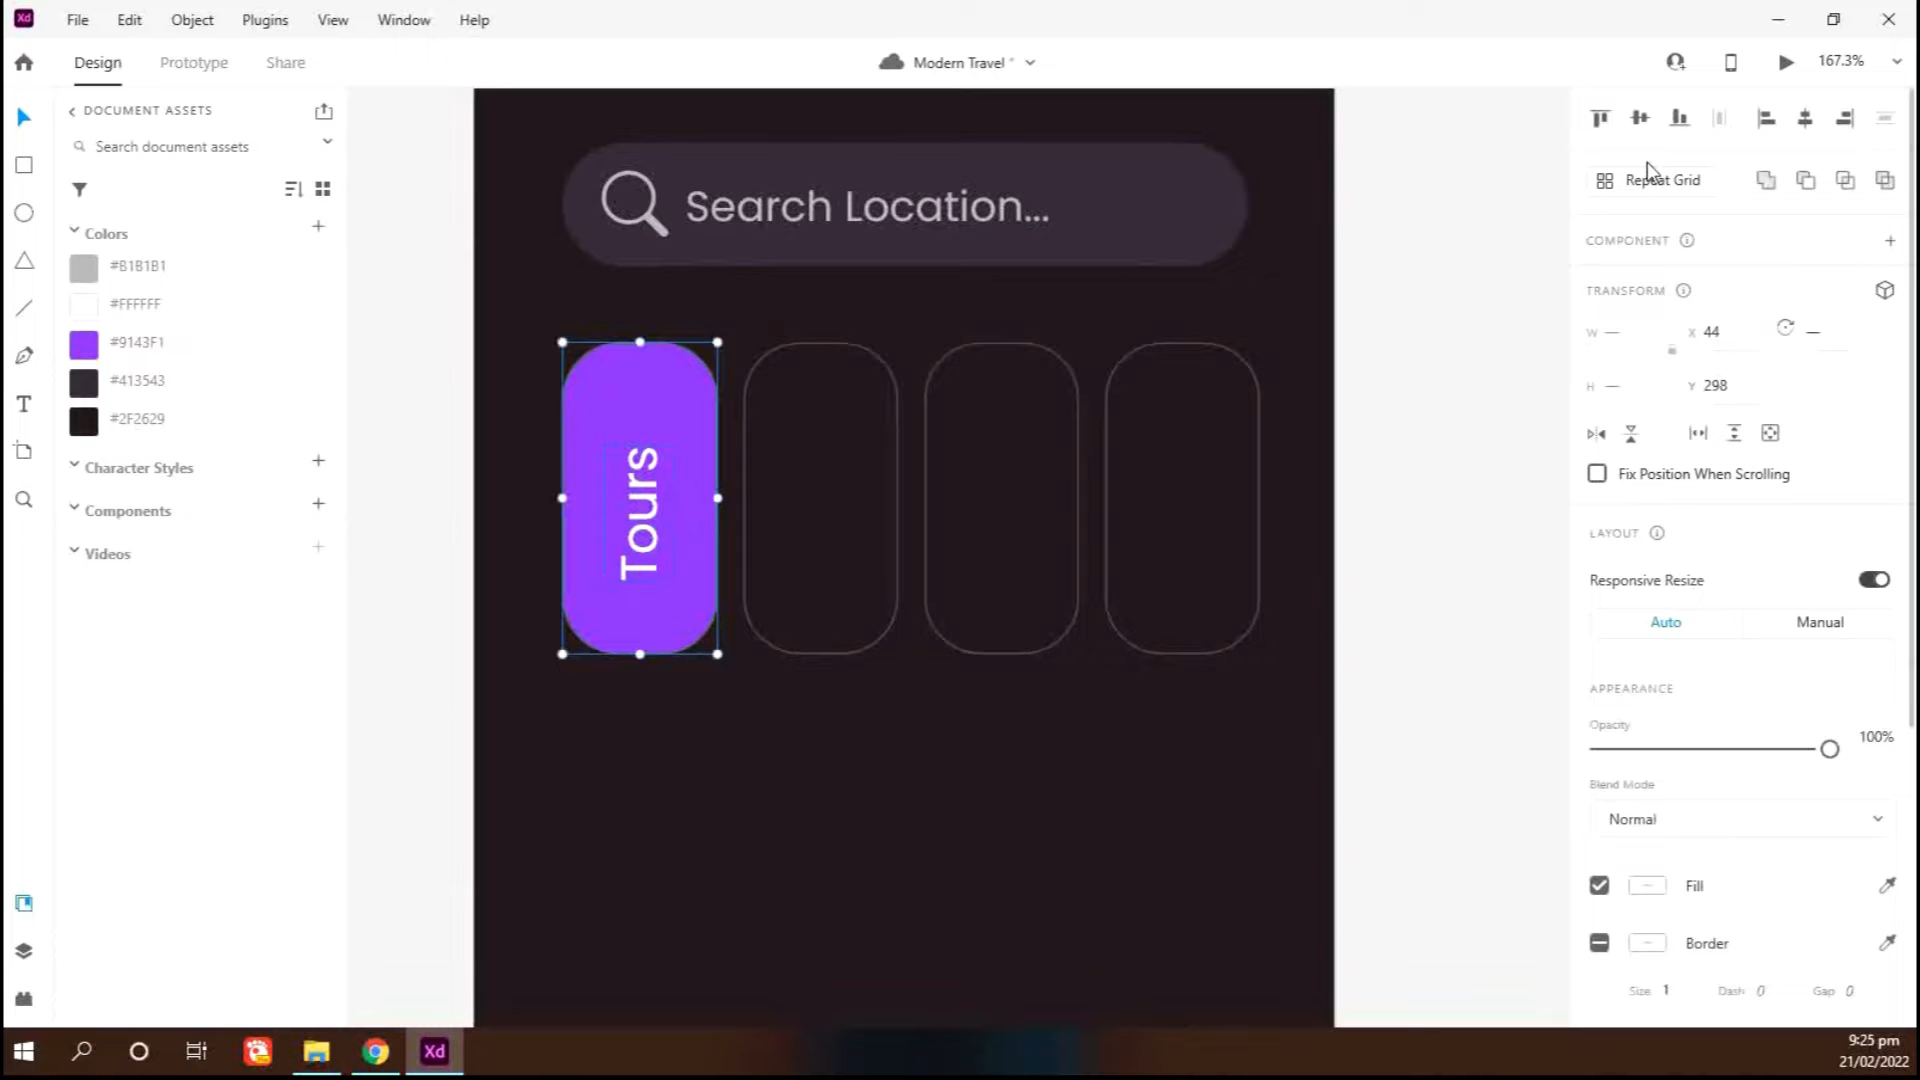 Xd File Edit Object Plugins View Window Help
Design Prototype Share Modern Travel * 167.3%
DOCUMENT ASSETS
Search document assets
Colors
#B1B1B1
#FFFFFF
#9143F1
#413543
#2F2629
Character Styles
Components
Videos
Search Location...
Tours
Repeat Grid
COMPONENT
TRANSFORM
W — X 44 —
H — Y 298
Fix Position When Scrolling
LAYOUT
Responsive Resize
Auto Manual
APPEARANCE
Opacity
100%
Blend Mode
Normal
Fill
Border
Size 1 Dash 0 Gap 0
Xd
9:25 pm
21/02/2022